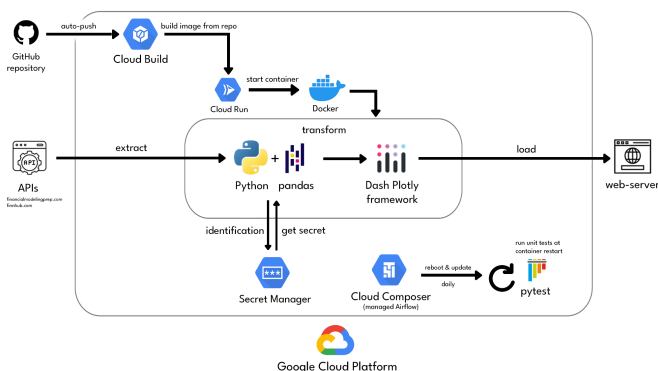 auto-push
build image from repo
GitHub
repository
Cloud Build
start container
Cloud Run
Docker
transform
extract
load
API
APIs
financialmodelingprep.com
finnhub.com
Python
+
pandas
Dash Plotly
framework
web-server
identification
get secret
Secret Manager
Cloud Composer
(managed Airflow)
reboot & update
daily
run unit tests at
container restart
pytest
Google Cloud Platform